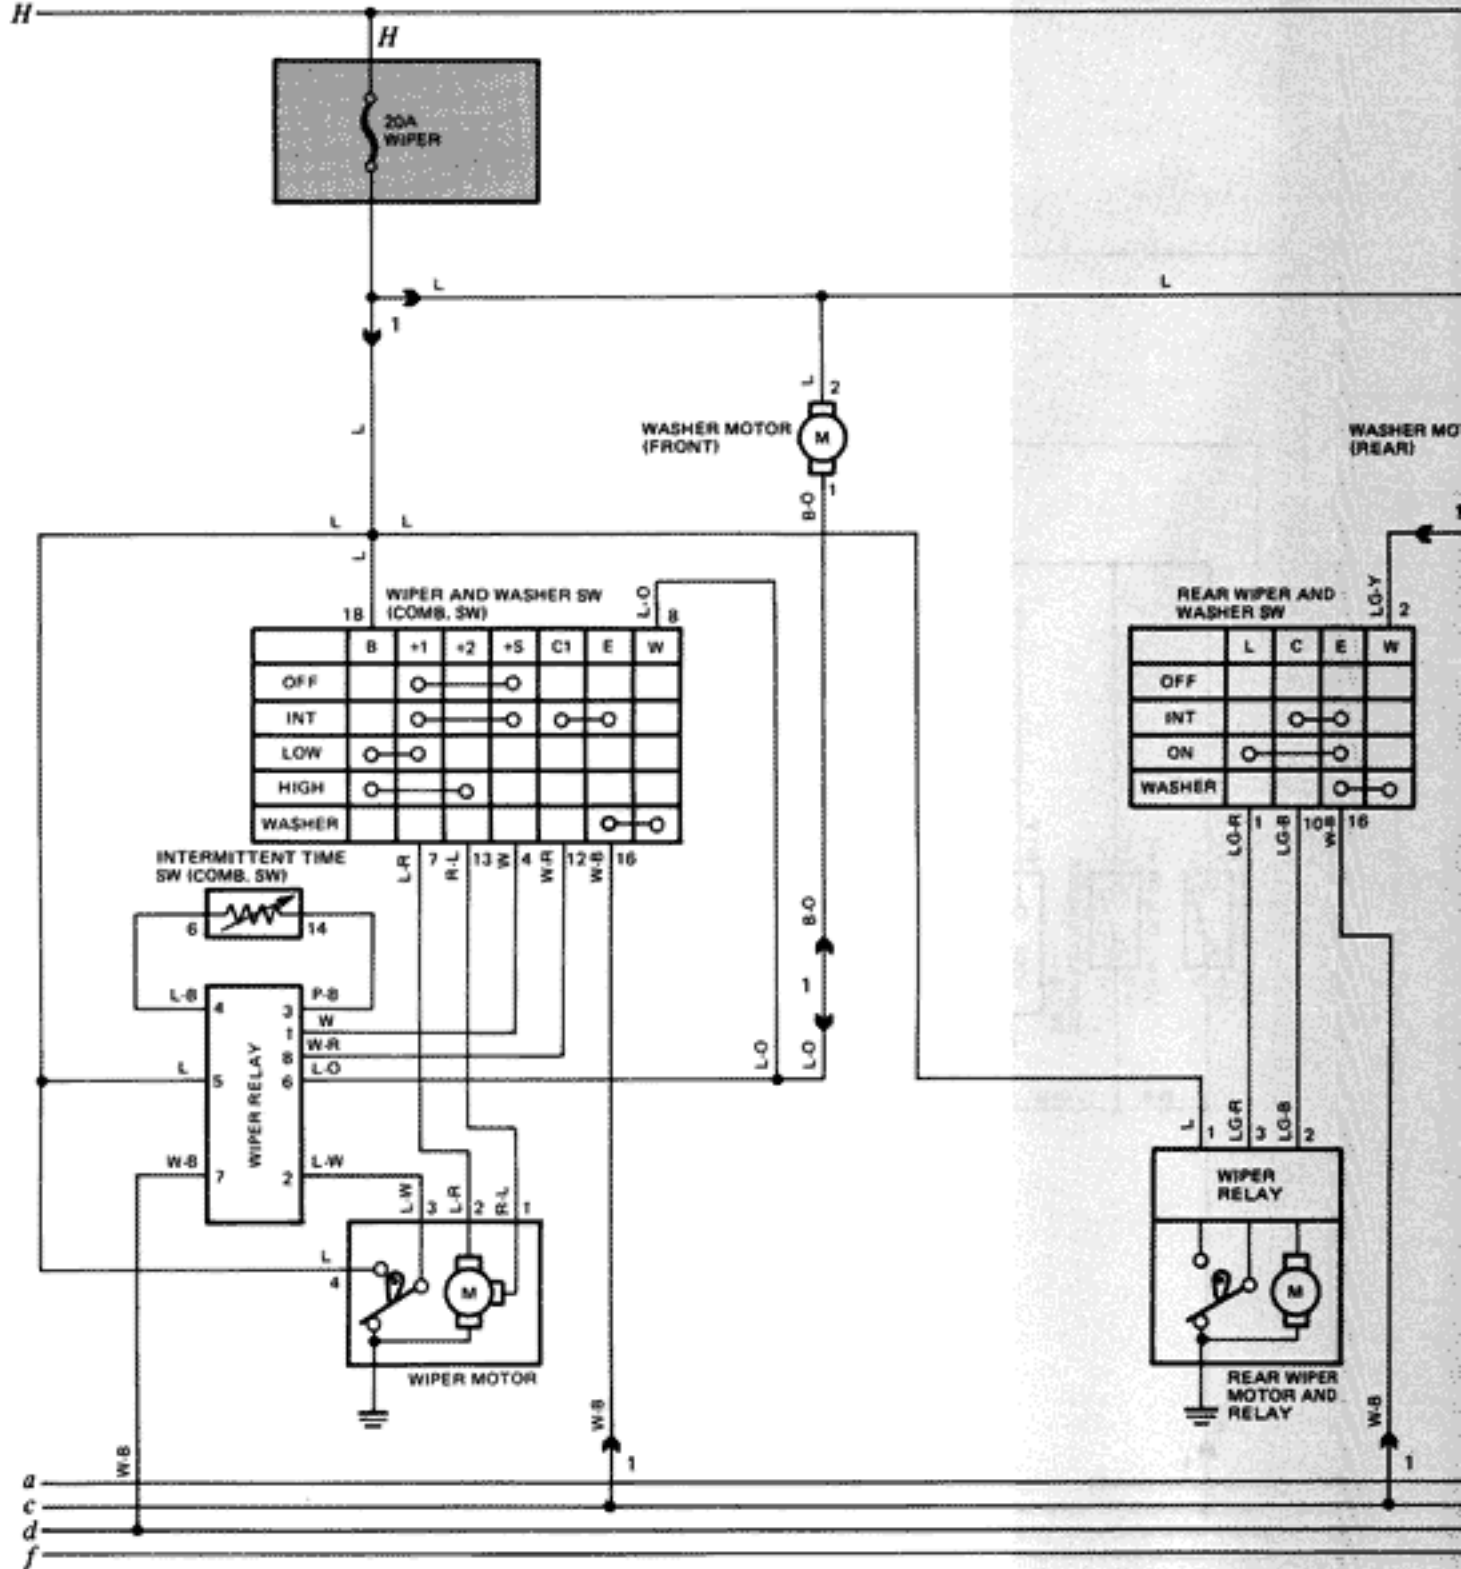 H
H
20A
WIPER
L
L
1
L
L
2
WASHER MOTOR
(FRONT)
M
WASHER MO
(REAR)
1
B-O
L
L
L
1
WIPER AND WASHER SW
(COMB. SW)
18
L-O
8
B +1 +2 +S C1 E W
OFF
INT
LOW
HIGH
WASHER
REAR WIPER AND
WASHER SW
LG-Y
2
L C E W
OFF
INT
ON
WASHER
L-R 7 R-L 13 W 4 W-R 12 W-B 16
LG-R 1 LG-B 10 W-B 16
INTERMITTENT TIME
SW (COMB. SW)
6 14
B-O
1
L-B 4 3 P-B
1 W
8 W-R
L 5 6 L-O
L-O L-O
WIPER RELAY
W-B 7 2 L-W
L-W 3 L-R 2 R-L 1
L 1 LG-R 3 LG-B 2
WIPER
RELAY
L
4
M
M
WIPER MOTOR
REAR WIPER
MOTOR AND
RELAY
W-B
W-B
1
W-B
1
a
c
d
f